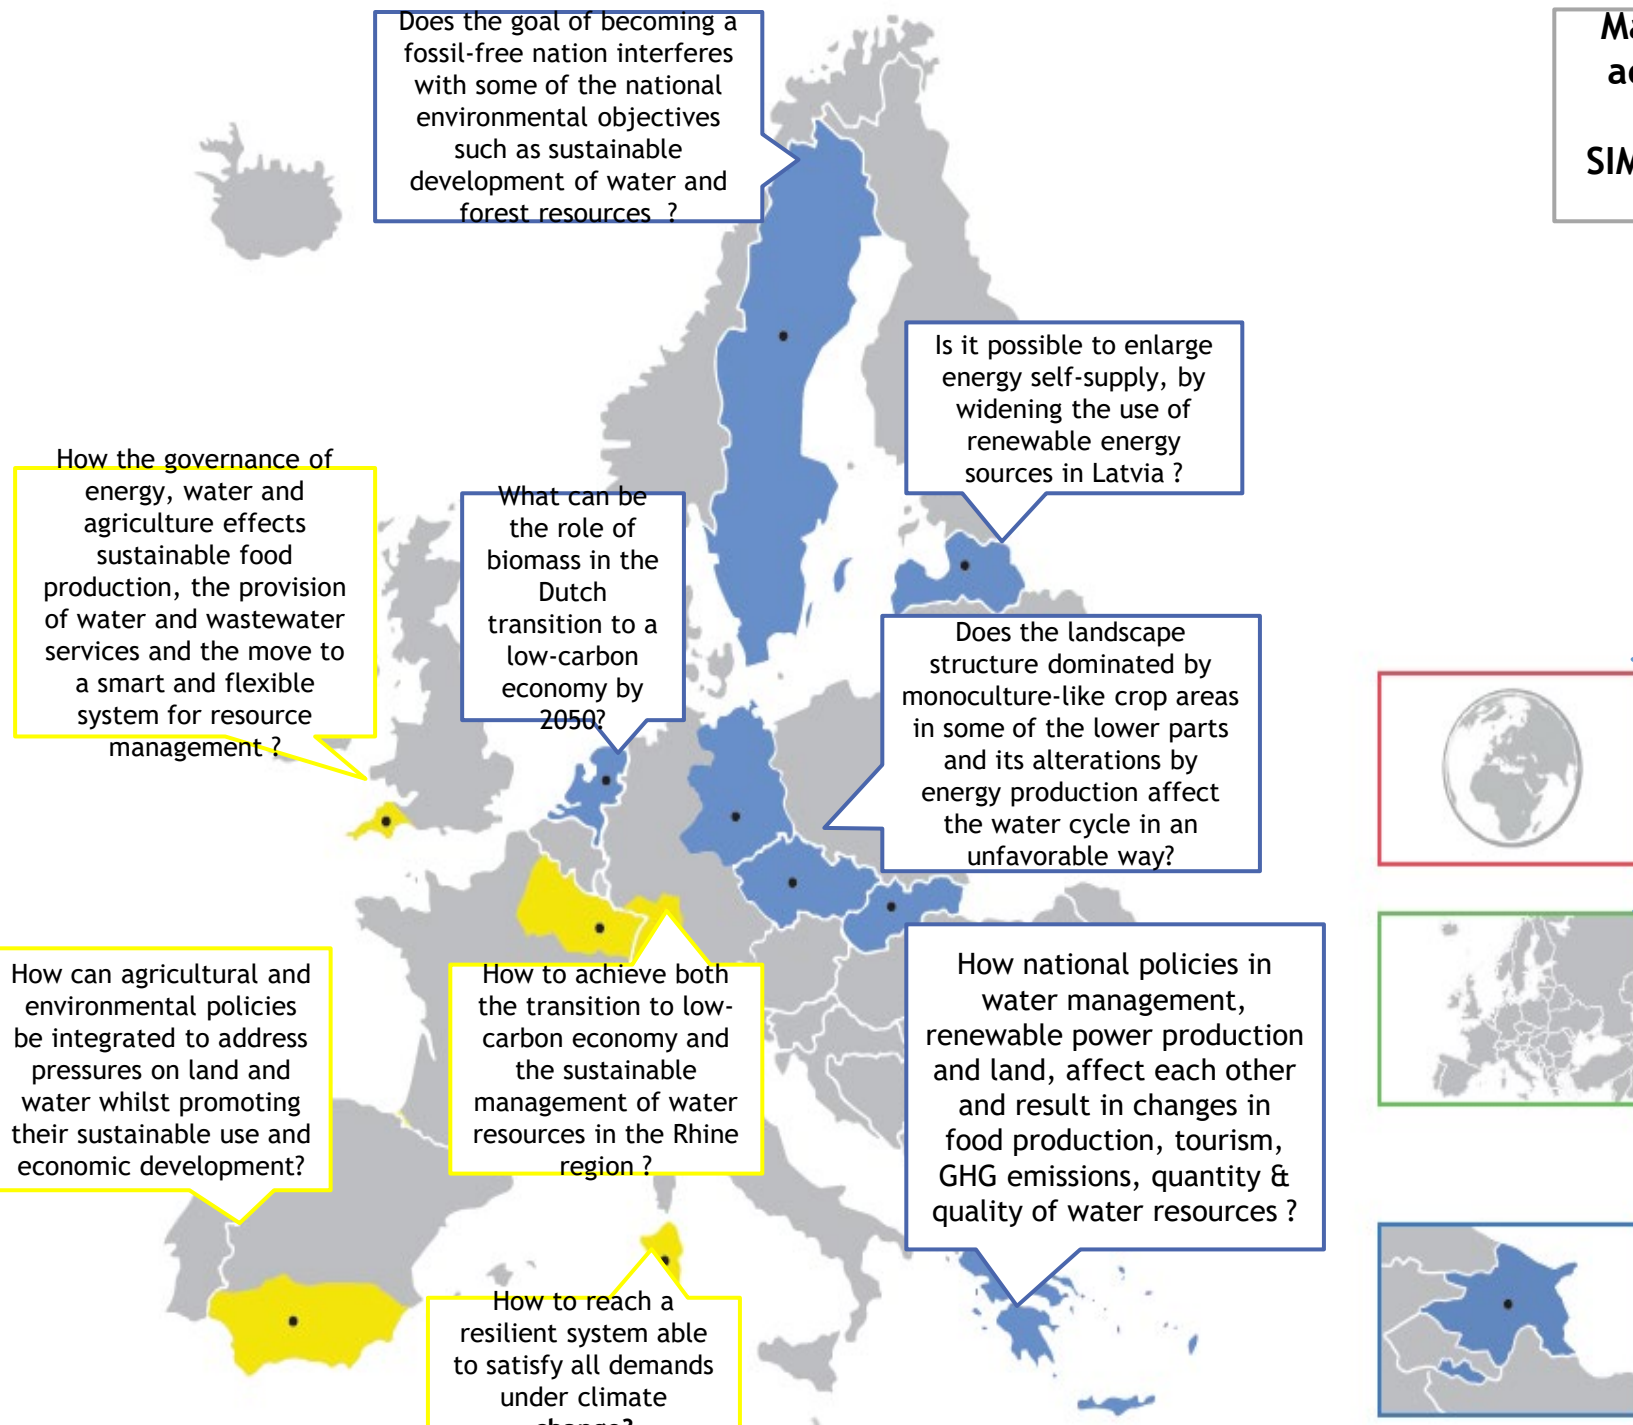 Does the goal of becoming a
fossil-free nation interferes
with some of the national
environmental objectives
such as sustainable
development of water and
forest resources  ?
SIM
Is it possible to enlarge
energy self-supply, by
widening the use of
renewable energy
sources in Latvia ?
How the governance of
energy, water and
agriculture effects
sustainable food
production, the provision
of water and wastewater
services and the move to
a smart and flexible
system for resource
management ?
What can be
the role of
biomass in the
Dutch
transition to a
low-carbon
economy by
2050?
Does the landscape
structure dominated by
monoculture-like crop areas
in some of the lower parts
and its alterations by
energy production affect
the water cycle in an
unfavorable way?
How can agricultural and
environmental policies
be integrated to address
pressures on land and
water whilst promoting
their sustainable use and
economic development?
How to achieve both
the transition to low-
carbon economy and
the sustainable
management of water
resources in the Rhine
region ?
How national policies in
water management,
renewable power production
and land, affect each other
and result in changes in
food production, tourism,
GHG emissions, quantity &
quality of water resources ?
How to reach a
resilient system able
to satisfy all demands
under climate
change?